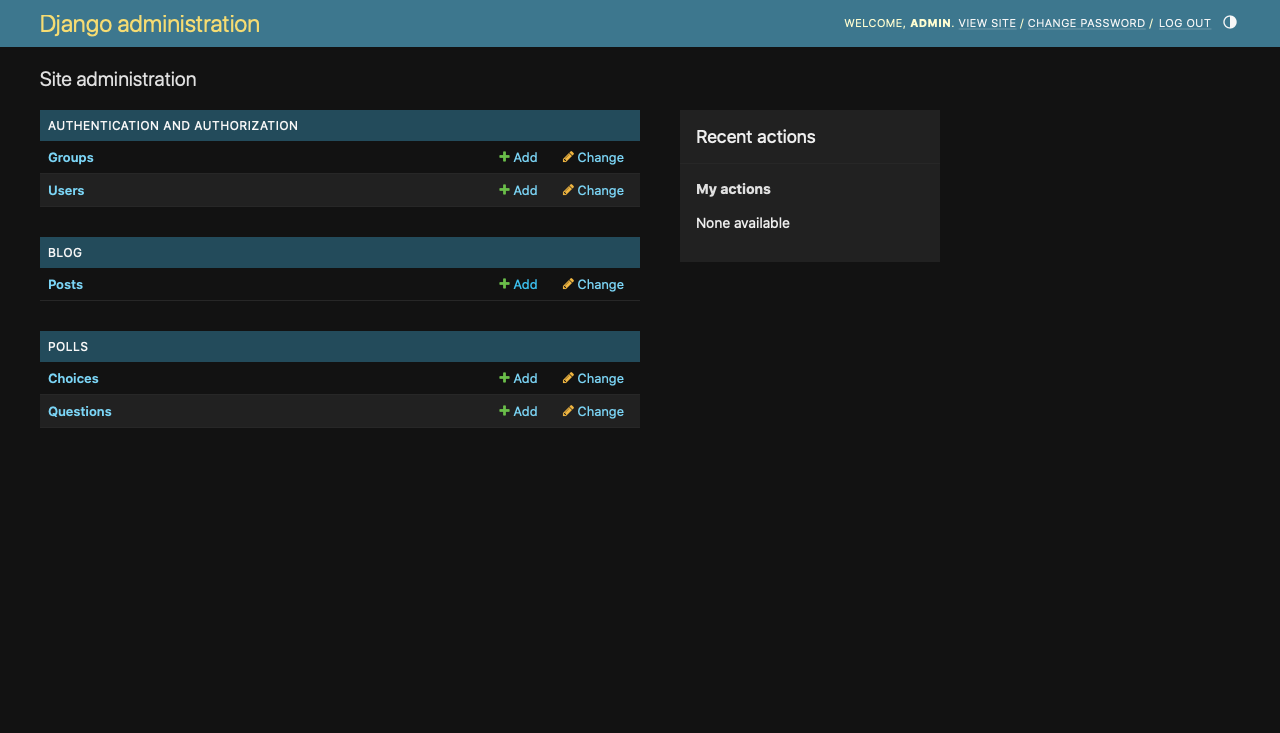 Django administration
WELCOME, ADMIN. VIEW SITE / CHANGE PASSWORD / LOG OUT
Site administration
AUTHENTICATION AND AUTHORIZATION
Groups Add Change
Users Add Change
BLOG
Posts Add Change
POLLS
Choices Add Change
Questions Add Change
Recent actions
My actions
None available